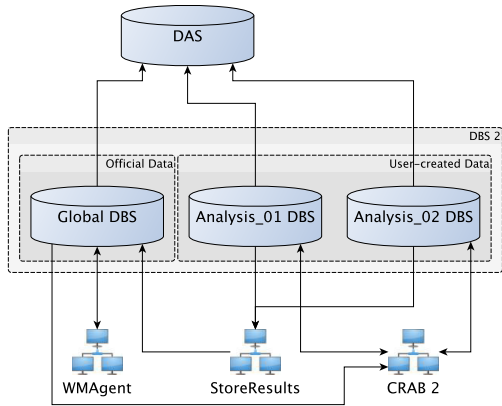 DAS
DBS 2
Official Data
User-created Data
Global DBS
Analysis_01 DBS
Analysis_02 DBS
WMAgent
StoreResults
CRAB 2